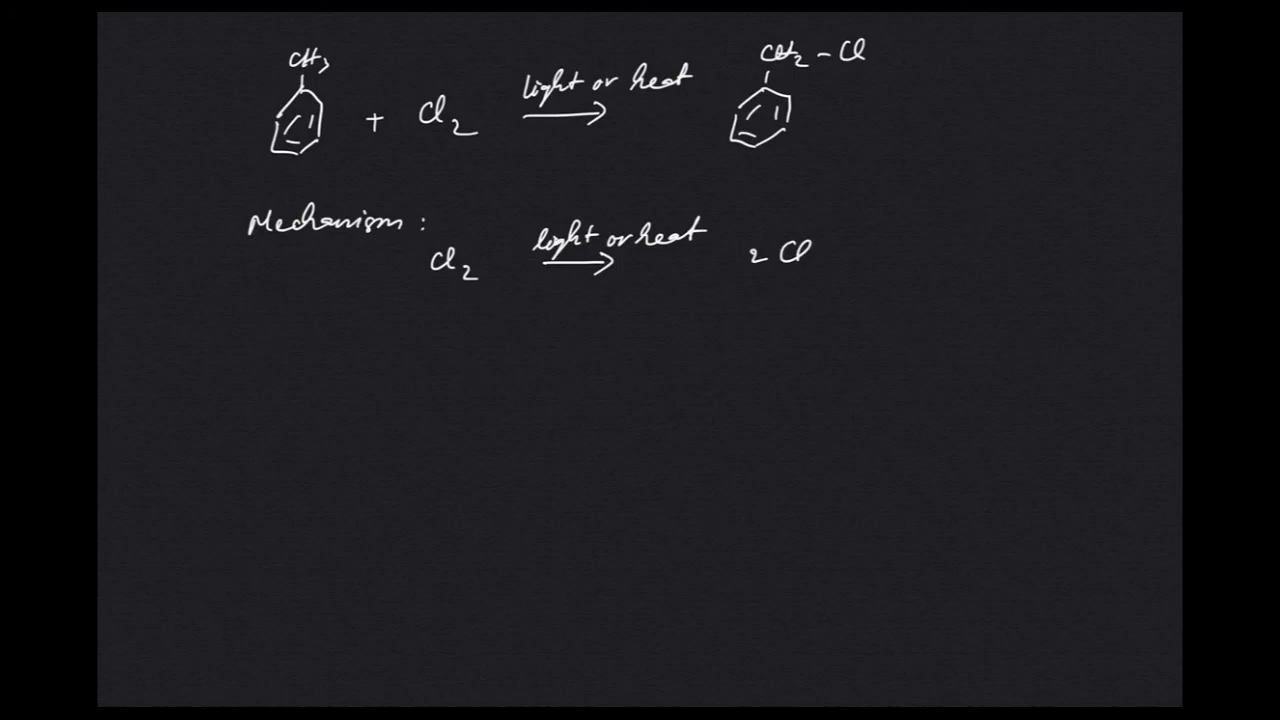 CH3 CH2 - Cl
+ Cl2 light or heat →
Mechanism :
Cl2 light or heat → 2 Cl